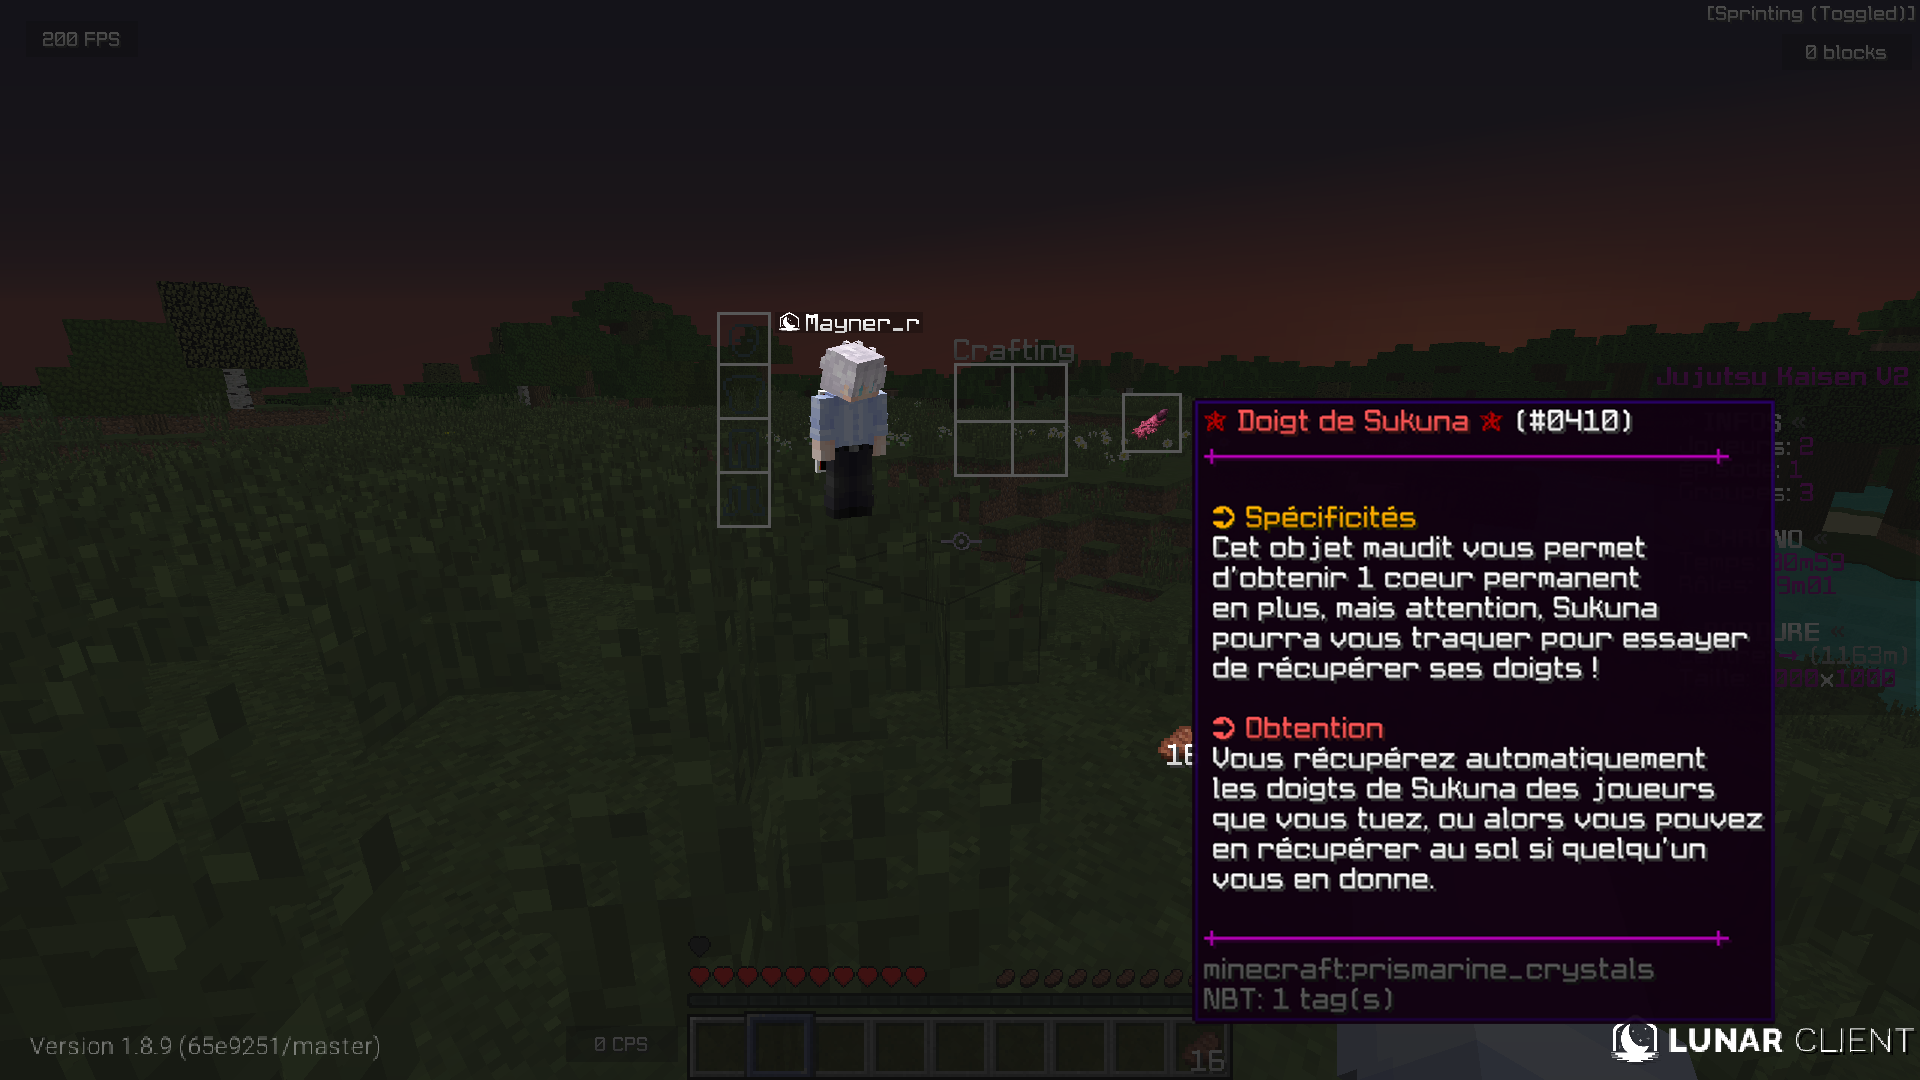 [Sprinting (Toggled)]
200 FPS
0 blocks
Mayner_r
Crafting
Jujutsu Kaisen V2
✯ Doigt de Sukuna ✯ (#0410)
➲ Spécificités
Cet objet maudit vous permet
d'obtenir 1 coeur permanent
en plus, mais attention, Sukuna
pourra vous traquer pour essayer
de récupérer ses doigts !
➲ Obtention
Vous récupérez automatiquement
les doigts de Sukuna des joueurs
que vous tuez, ou alors vous pouvez
en récupérer au sol si quelqu'un
vous en donne.
minecraft:prismarine_crystals
NBT: 1 tag(s)
(1163m)
Version 1.8.9 (65e9251/master)
0 CPS
16
LUNAR CLIENT